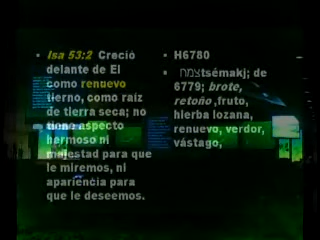 Isa 53:2 Creció
delante de El
como renuevo
tierno, como raíz
de tierra seca; no
tiene aspecto
hermoso ni
majestad para que
le miremos, ni
apariencia para
que le deseemos.
H6780
צמח tsémakj; de
6779; brote,
retoño ,fruto,
hierba lozana,
renuevo, verdor,
vástago,